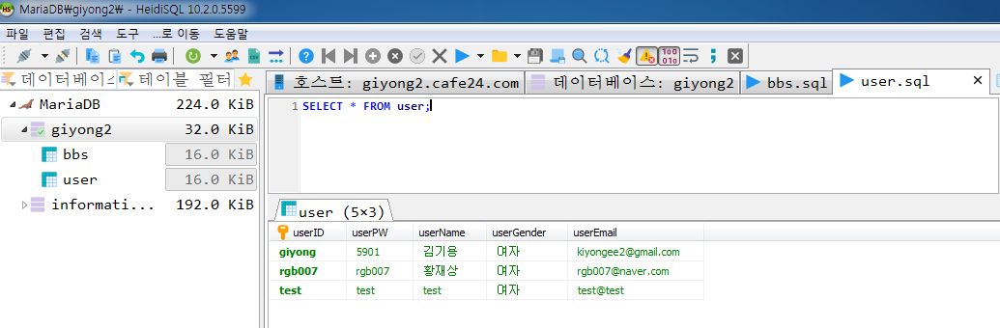 MariaDB₩giyong2₩ - HeidiSQL 10.2.0.5599
파일 편집 검색 도구 ...로 이동 도움말
데이터베이스 테이블 필터
호스트: giyong2.cafe24.com 데이터베이스: giyong2 bbs.sql user.sql
MariaDB 224.0 KiB
giyong2 32.0 KiB
bbs 16.0 KiB
user 16.0 KiB
informati... 192.0 KiB
1 SELECT * FROM user;
user (5×3)
userID userPW userName userGender userEmail
giyong 5901 김기용 여자 kiyongee2@gmail.com
rgb007 rgb007 황재상 여자 rgb007@naver.com
test test test 여자 test@test